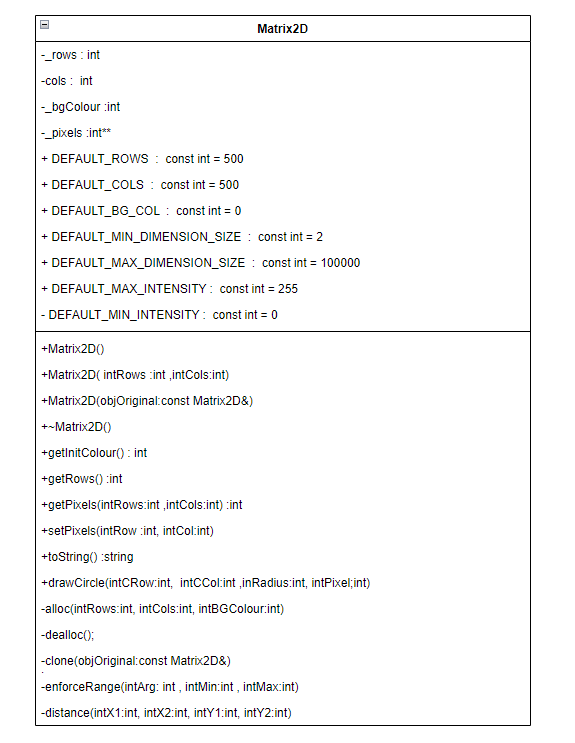 Matrix2D
-_rows : int
-cols :  int
-_bgColour :int
-_pixels :int**
+ DEFAULT_ROWS  :  const int = 500
+ DEFAULT_COLS  :  const int = 500
+ DEFAULT_BG_COL  :  const int = 0
+ DEFAULT_MIN_DIMENSION_SIZE  :  const int = 2
+ DEFAULT_MAX_DIMENSION_SIZE  :  const int = 100000
+ DEFAULT_MAX_INTENSITY :  const int = 255
- DEFAULT_MIN_INTENSITY :  const int = 0
+Matrix2D()
+Matrix2D( intRows :int ,intCols:int)
+Matrix2D(objOriginal:const Matrix2D&)
+~Matrix2D()
+getInitColour() : int
+getRows() :int
+getPixels(intRows:int ,intCols:int) :int
+setPixels(intRow :int, intCol:int)
+toString() :string
+drawCircle(intCRow:int,  intCCol:int ,inRadius:int, intPixel;int)
-alloc(intRows:int, intCols:int, intBGColour:int)
-dealloc();
-clone(objOriginal:const Matrix2D&)
-enforceRange(intArg: int , intMin:int , intMax:int)
-distance(intX1:int, intX2:int, intY1:int, intY2:int)